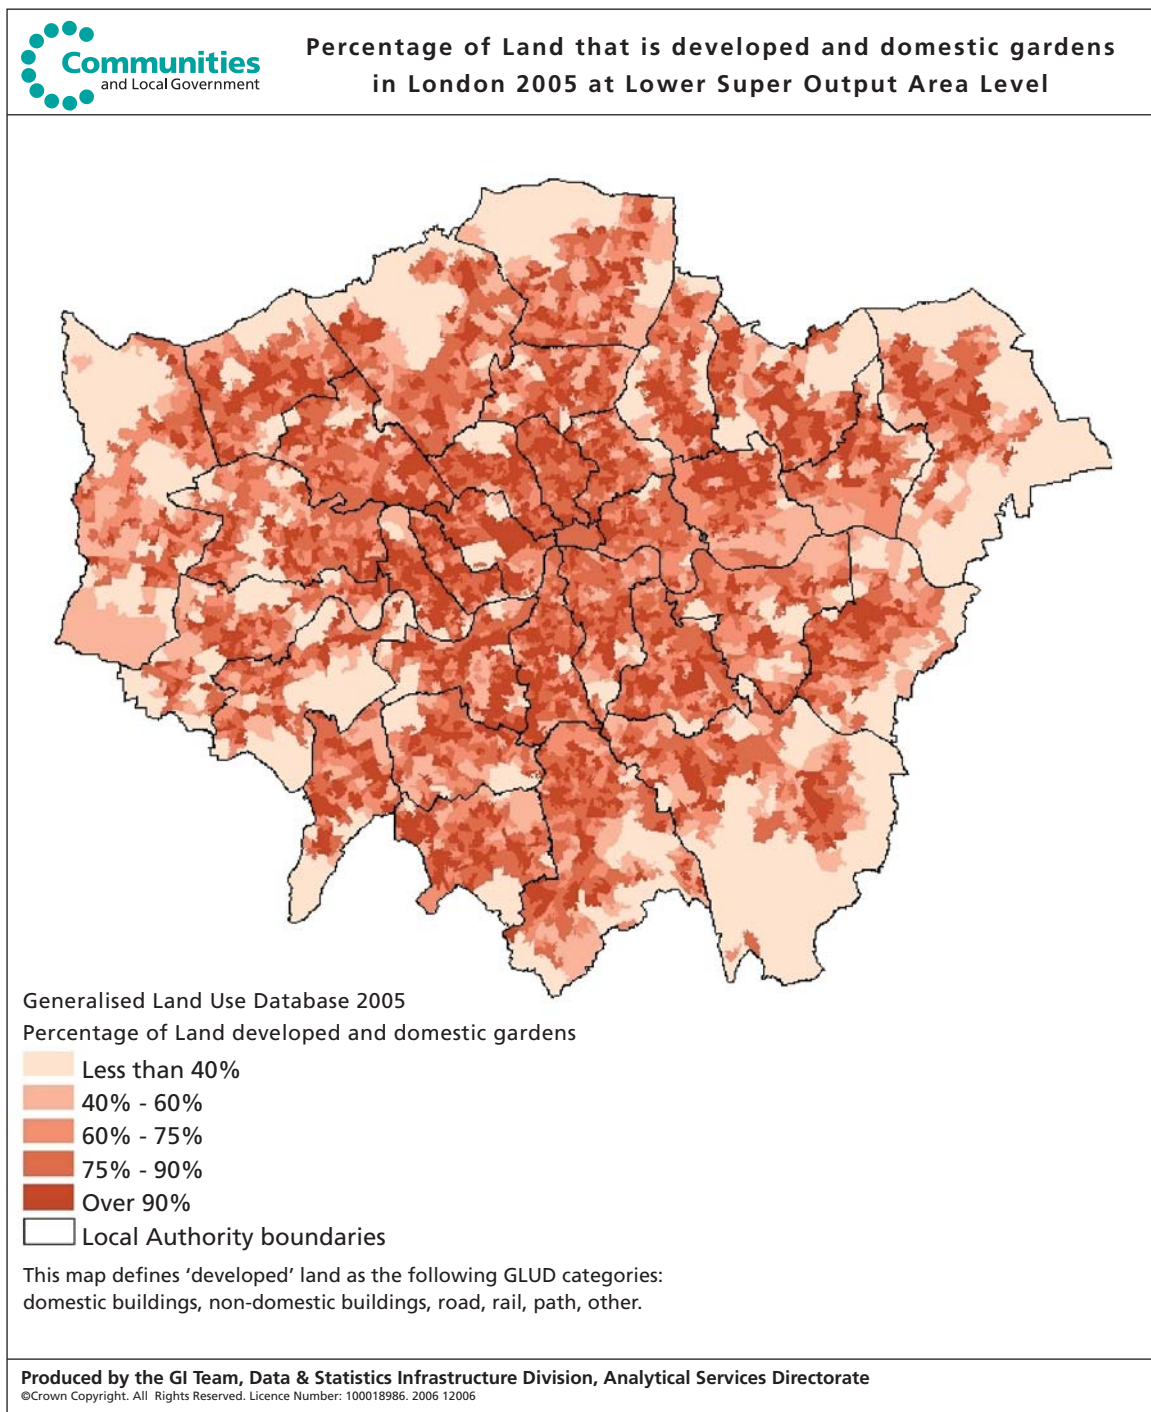 Communities
and Local Government
Percentage of Land that is developed and domestic gardens
in London 2005 at Lower Super Output Area Level
Generalised Land Use Database 2005
Percentage of Land developed and domestic gardens
Less than 40%
40% - 60%
60% - 75%
75% - 90%
Over 90%
Local Authority boundaries
This map defines ‘developed’ land as the following GLUD categories:
domestic buildings, non-domestic buildings, road, rail, path, other.
Produced by the GI Team, Data & Statistics Infrastructure Division, Analytical Services Directorate
©Crown Copyright. All Rights Reserved. Licence Number: 100018986. 2006 12006